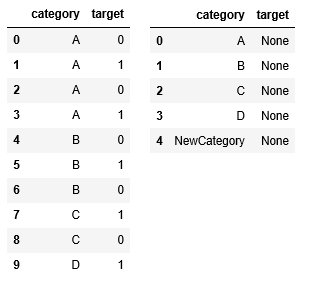 category target
0 A 0
1 A 1
2 A 0
3 A 1
4 B 0
5 B 1
6 B 0
7 C 1
8 C 0
9 D 1
category target
0 A None
1 B None
2 C None
3 D None
4 NewCategory None